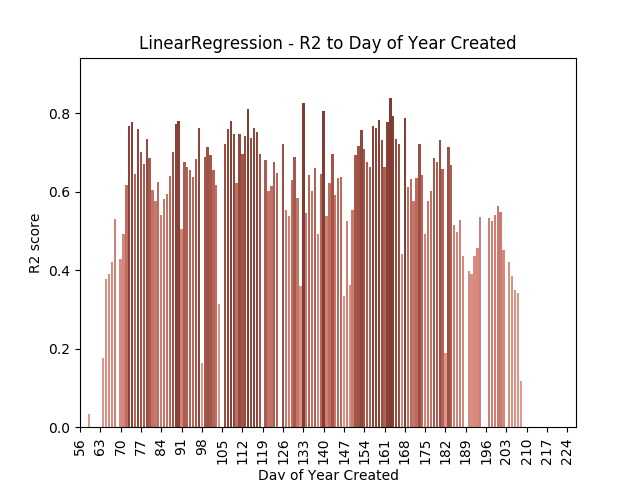 LinearRegression - R2 to Day of Year Created
R2 score
0.8
0.6
0.4
0.2
0.0
56 63 70 77 84 91 98 105 112 119 126 133 140 147 154 161 168 175 182 189 196 203 210 217 224
Day of Year Created